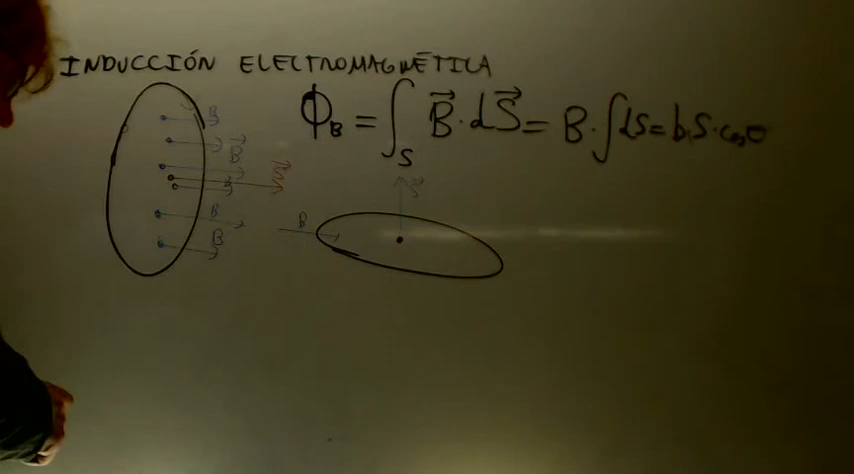 INDUCCIÓN ELECTROMAGNÉTICA
B
B⃗
B
B
B
Φ_B = ∫_S B⃗ · dS⃗ = B · ∫ds = b.S·cosθ
B